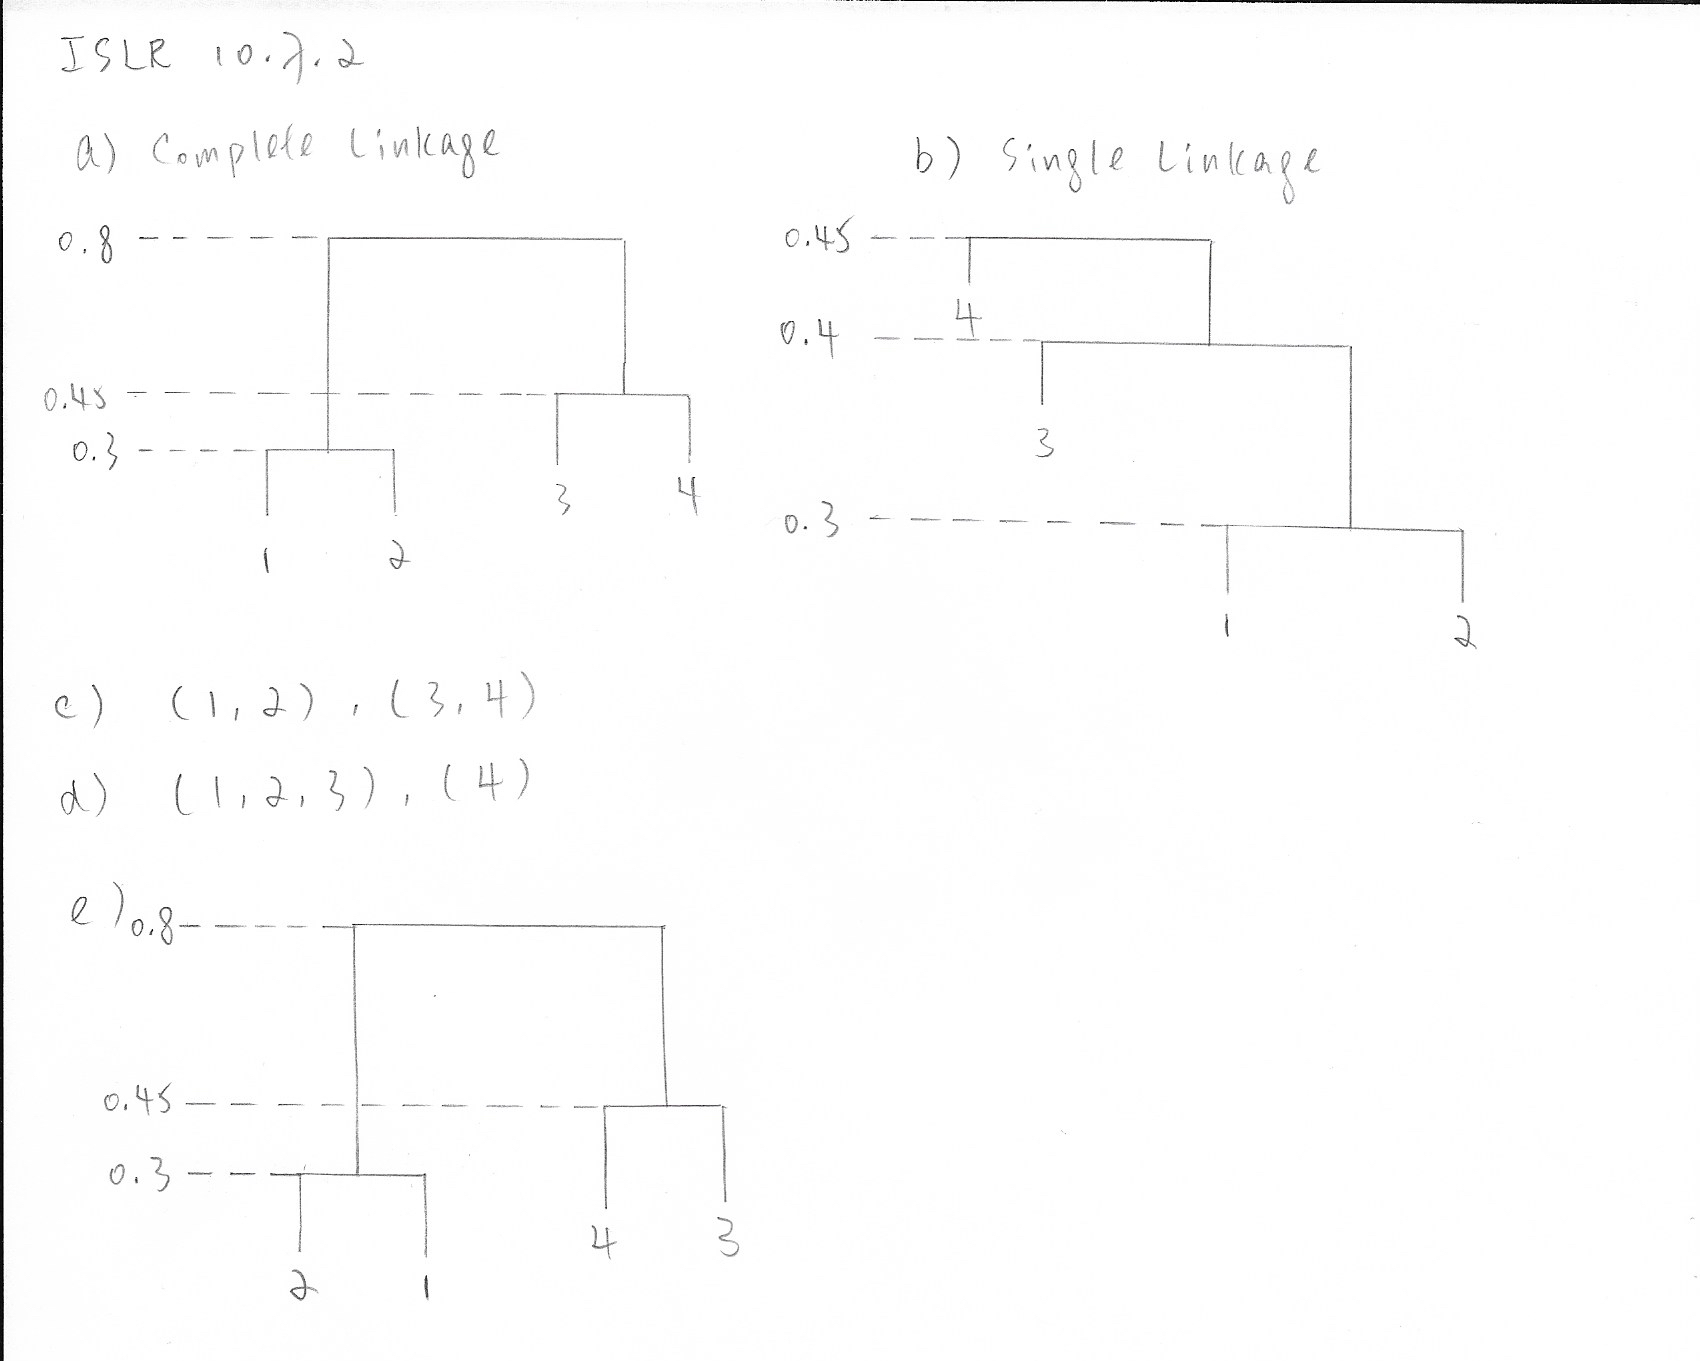 ISLR 10.7.2
a) Complete Linkage
0.8
0.45
0.3
3 4
1 2
b) Single Linkage
0.45
4
0.4
3
0.3
1 2
c) (1,2), (3,4)
d) (1,2,3), (4)
e) 0.8
0.45
0.3
4 3
2 1